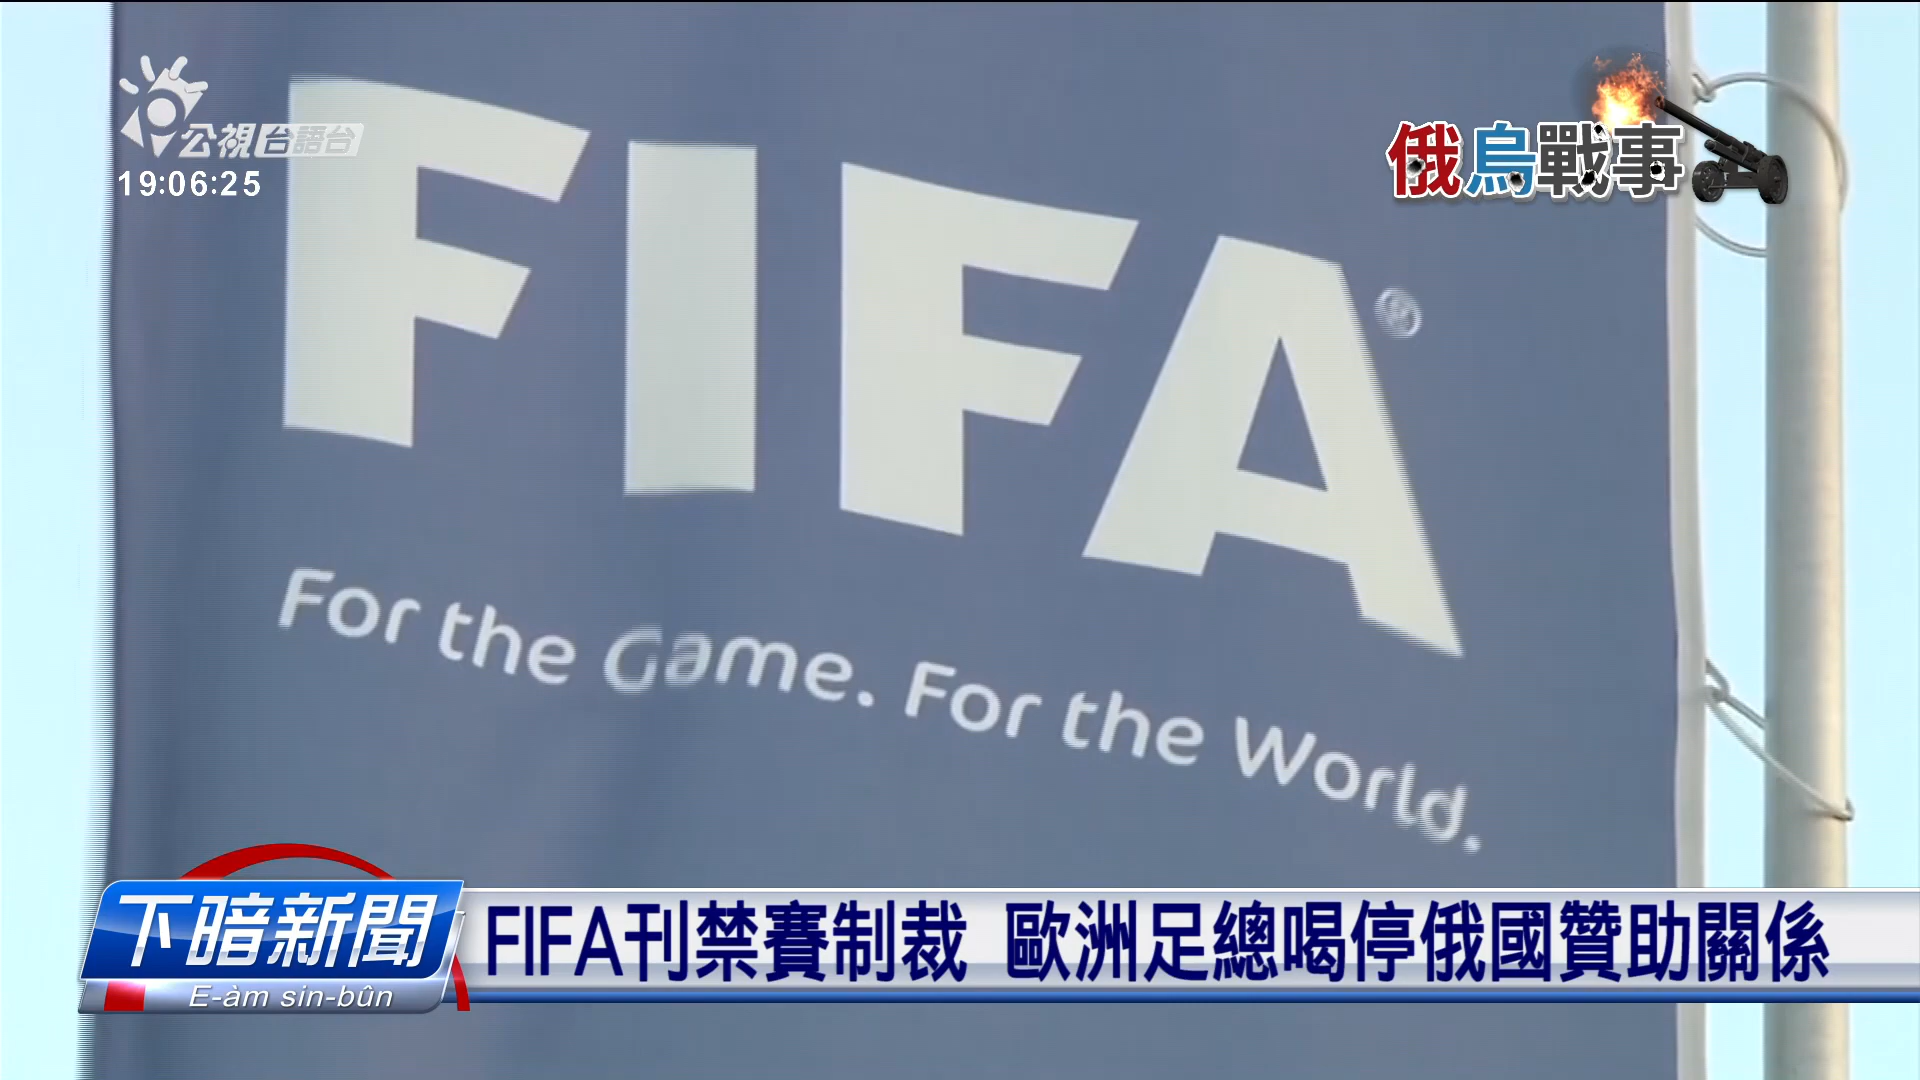 公視台語台
19:06:25
俄烏戰事
FIFA®
For the Game. For the World.
下暗新聞
E-àm sin-bûn
FIFA刊禁賽制裁 歐洲足總喝停俄國贊助關係